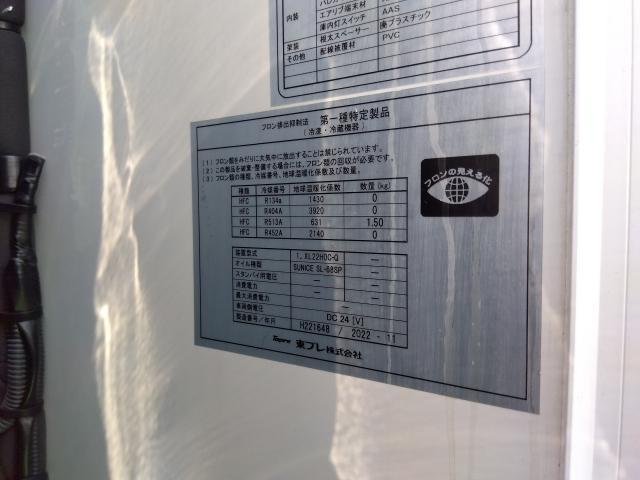 内装
エアリブ端材
AAS
庫内灯スイッチ
廃プラスチック
架装 根太スペーサー PVC
その他 配線被覆材
フロン排出抑制法 第一種特定製品
(冷凍・冷蔵機器)
(1) フロン類をみだりに大気中に放出することは禁じられています。
(2) この製品を破棄・整備する場合には、フロン類の回収が必要です。
(3) フロン類の種類、冷媒番号、地球温暖化係数及び数量。
種類 冷媒番号 地球温暖化係数 数量(kg)
HFC R134a 1430 0
HFC R404A 3920 0
HFC R513A 631 1.50
HFC R452A 2140 0
フロンの見える化
装置型式 1. XL22HDC-Q —
オイル種類 SUNICE SL-68SP —
スタンバイ用電圧 — —
消費電力 — —
最大消費電力 — —
車両側電圧 DC 24 [V]
製造番号/年月 H221648 / 2022 - 11
Topre 東プレ株式会社